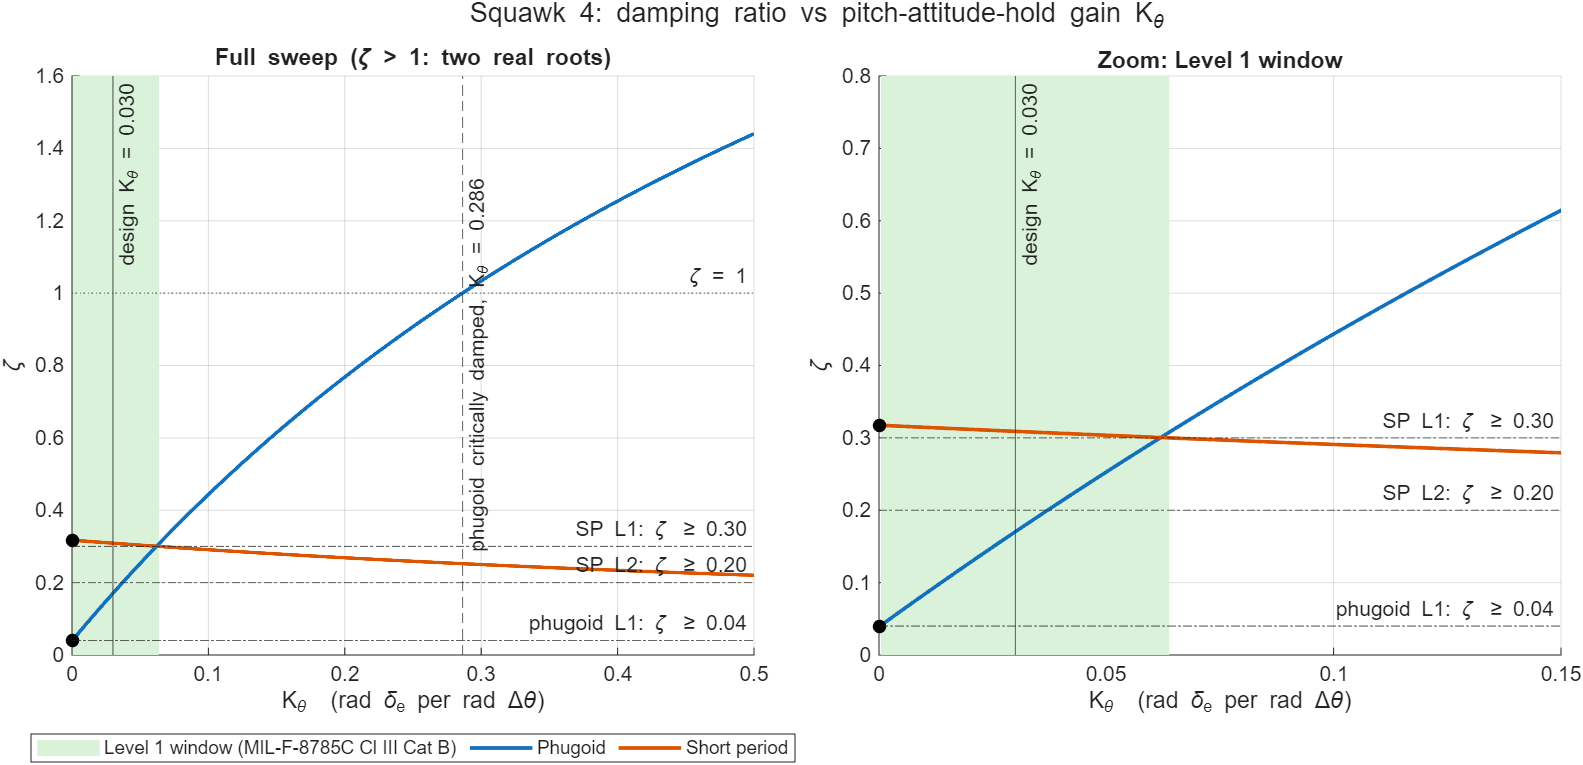 Squawk 4: damping ratio vs pitch-attitude-hold gain Kθ
Full sweep (ζ > 1: two real roots)
1.6
1.4
1.2
1
0.8
0.6
0.4
0.2
0
ζ
design Kθ = 0.030
phugoid critically damped, Kθ = 0.286
ζ = 1
SP L1: ζ ≥ 0.30
SP L2: ζ ≥ 0.20
phugoid L1: ζ ≥ 0.04
0 0.1 0.2 0.3 0.4 0.5
Kθ (rad δe per rad Δθ)
Zoom: Level 1 window
0.8
0.7
0.6
0.5
0.4
0.3
0.2
0.1
0
ζ
design Kθ = 0.030
SP L1: ζ ≥ 0.30
SP L2: ζ ≥ 0.20
phugoid L1: ζ ≥ 0.04
0 0.05 0.1 0.15
Kθ (rad δe per rad Δθ)
Level 1 window (MIL-F-8785C Cl III Cat B) Phugoid Short period